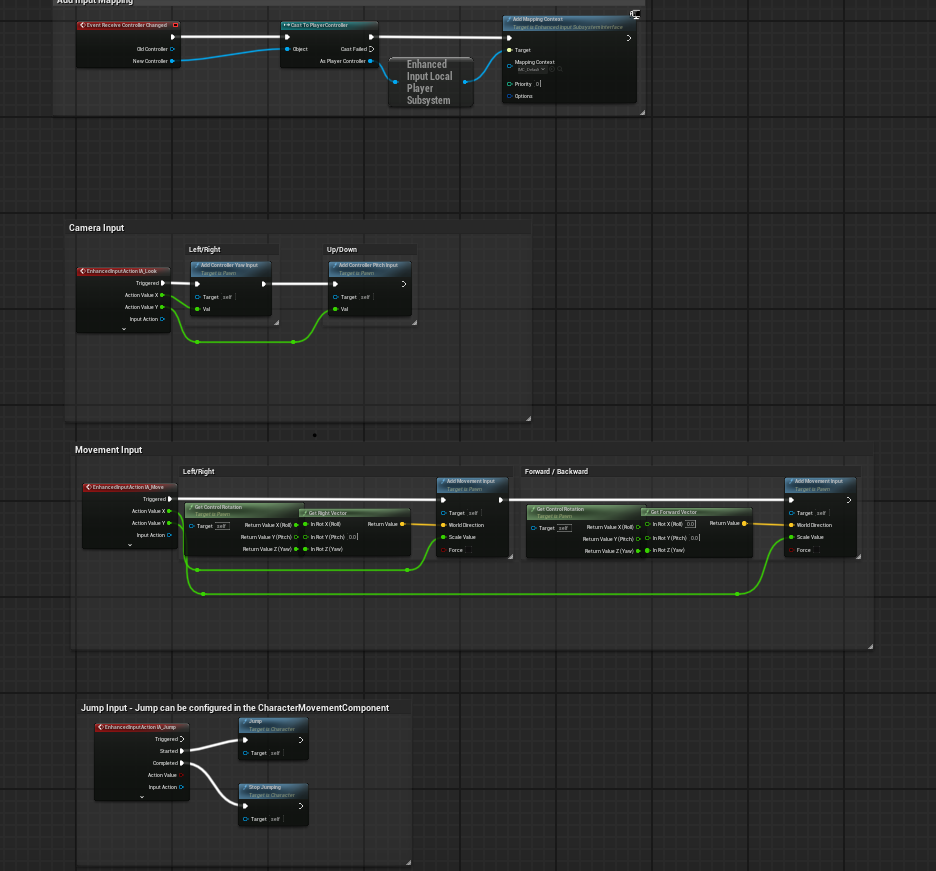 Add Input Mapping
Event Receive Controller Changed
Old Controller
New Controller
Cast To PlayerController
Object
Cast Failed
As Player Controller
Enhanced
Input Local
Player
Subsystem
Add Mapping Context
Target is Enhanced Input Subsystem Interface
Target
Mapping Context
IMC_Default
Priority 0
Options
Camera Input
Left/Right
Up/Down
EnhancedInputAction IA_Look
Triggered
Action Value X
Action Value Y
Input Action
Add Controller Yaw Input
Target is Pawn
Target self
Val
Add Controller Pitch Input
Target is Pawn
Target self
Val
Movement Input
Left/Right
Forward / Backward
EnhancedInputAction IA_Move
Triggered
Action Value X
Action Value Y
Input Action
Get Control Rotation
Target is Pawn
Target self
Return Value X (Roll)
Return Value Y (Pitch)
Return Value Z (Yaw)
Get Right Vector
In Rot X (Roll)
In Rot Y (Pitch) 0.0
In Rot Z (Yaw)
Return Value
Add Movement Input
Target is Pawn
Target self
World Direction
Scale Value
Force
Get Control Rotation
Target is Pawn
Target self
Return Value X (Roll)
Return Value Y (Pitch)
Return Value Z (Yaw)
Get Forward Vector
In Rot X (Roll) 0.0
In Rot Y (Pitch) 0.0
In Rot Z (Yaw)
Return Value
Add Movement Input
Target is Pawn
Target self
World Direction
Scale Value
Force
Jump Input - Jump can be configured in the CharacterMovementComponent
EnhancedInputAction IA_Jump
Triggered
Started
Completed
Action Value
Input Action
Jump
Target is Character
Target self
Stop Jumping
Target is Character
Target self